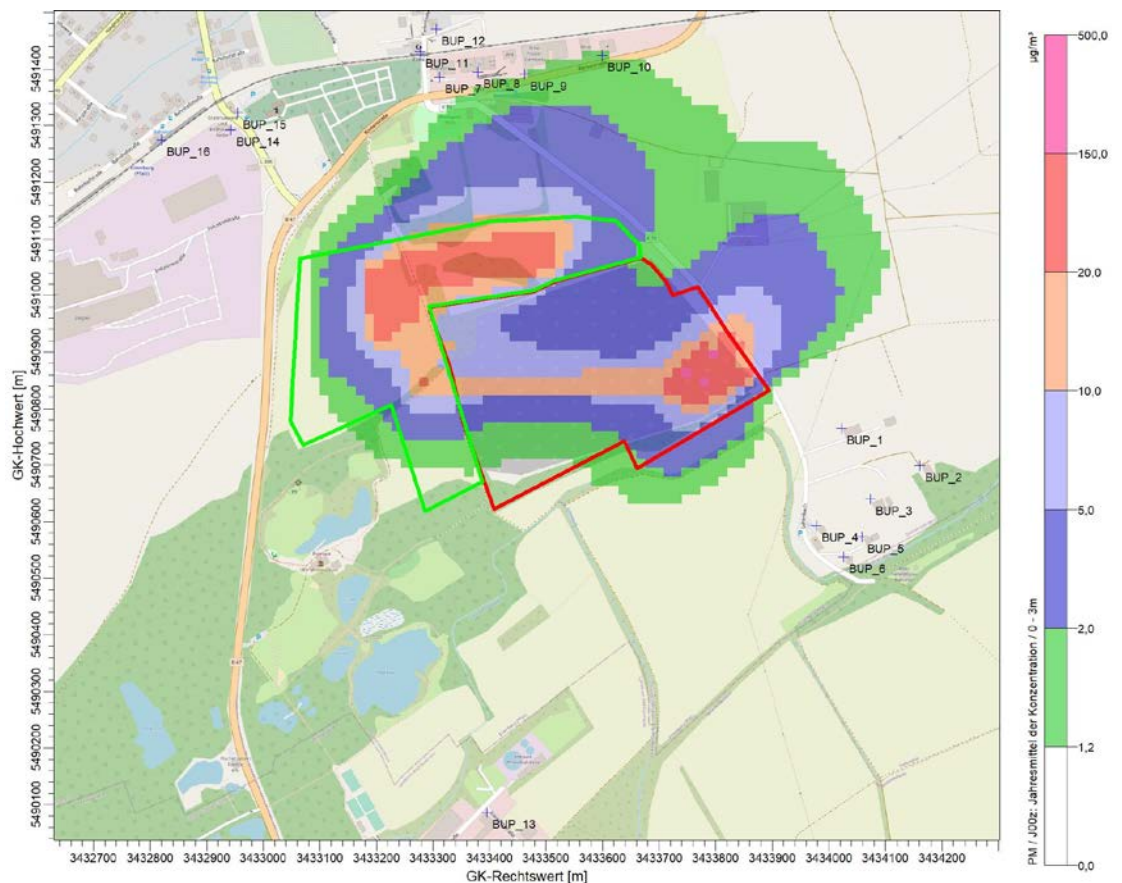 µg/m³
500,0
150,0
20,0
10,0
5,0
2,0
1,2
0,0
PM / J00z: Jahresmittel der Konzentration / 0 - 3m
BUP_12
BUP_11
BUP_10
BUP_7
BUP_8
BUP_9
BUP_15
BUP_14
BUP_16
BUP_1
BUP_2
BUP_3
BUP_4
BUP_5
BUP_6
BUP_13
GK-Hochwert [m]
5491400
5491300
5491200
5491100
5491000
5490900
5490800
5490700
5490600
5490500
5490400
5490300
5490200
5490100
3432700
3432800
3432900
3433000
3433100
3433200
3433300
3433400
3433500
3433600
3433700
3433800
3433900
3434000
3434100
3434200
GK-Rechtswert [m]